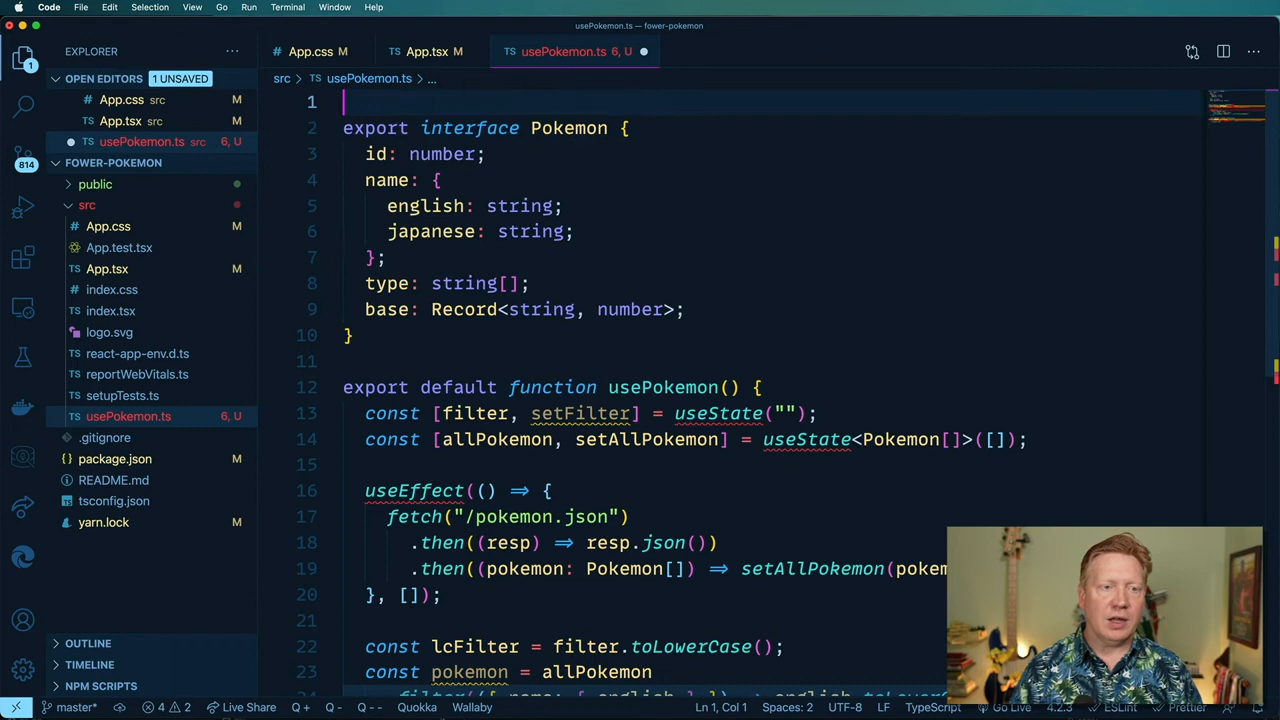 Code File Edit Selection View Go Run Terminal Window Help
usePokemon.ts — fower-pokemon
EXPLORER ···
# App.css M
TS App.tsx M
TS usePokemon.ts 6, U
OPEN EDITORS 1 UNSAVED
# App.css src M
TS App.tsx src M
TS usePokemon.ts src 6, U
FOWER-POKEMON
public
src
# App.css M
App.test.tsx
TS App.tsx M
# index.css
TS index.tsx
logo.svg
TS react-app-env.d.ts
TS reportWebVitals.ts
TS setupTests.ts
TS usePokemon.ts 6, U
.gitignore
{} package.json M
README.md
tsconfig.json
yarn.lock M
OUTLINE
TIMELINE
NPM SCRIPTS
1
814
src > TS usePokemon.ts > ...
1
2 export interface Pokemon {
3 id: number;
4 name: {
5 english: string;
6 japanese: string;
7 };
8 type: string[];
9 base: Record<string, number>;
10 }
11
12 export default function usePokemon() {
13 const [filter, setFilter] = useState("");
14 const [allPokemon, setAllPokemon] = useState<Pokemon[]>([]);
15
16 useEffect(() => {
17 fetch("/pokemon.json")
18 .then((resp) => resp.json())
19 .then((pokemon: Pokemon[]) => setAllPokemon(pokem
20 }, []);
21
22 const lcFilter = filter.toLowerCase();
23 const pokemon = allPokemon
master* 4 2 Live Share Q + Q - Q -- Quokka Wallaby Ln 1, Col 1 Spaces: 2 UTF-8 LF TypeScript Go Live 4.2.3 ESLint Prettier